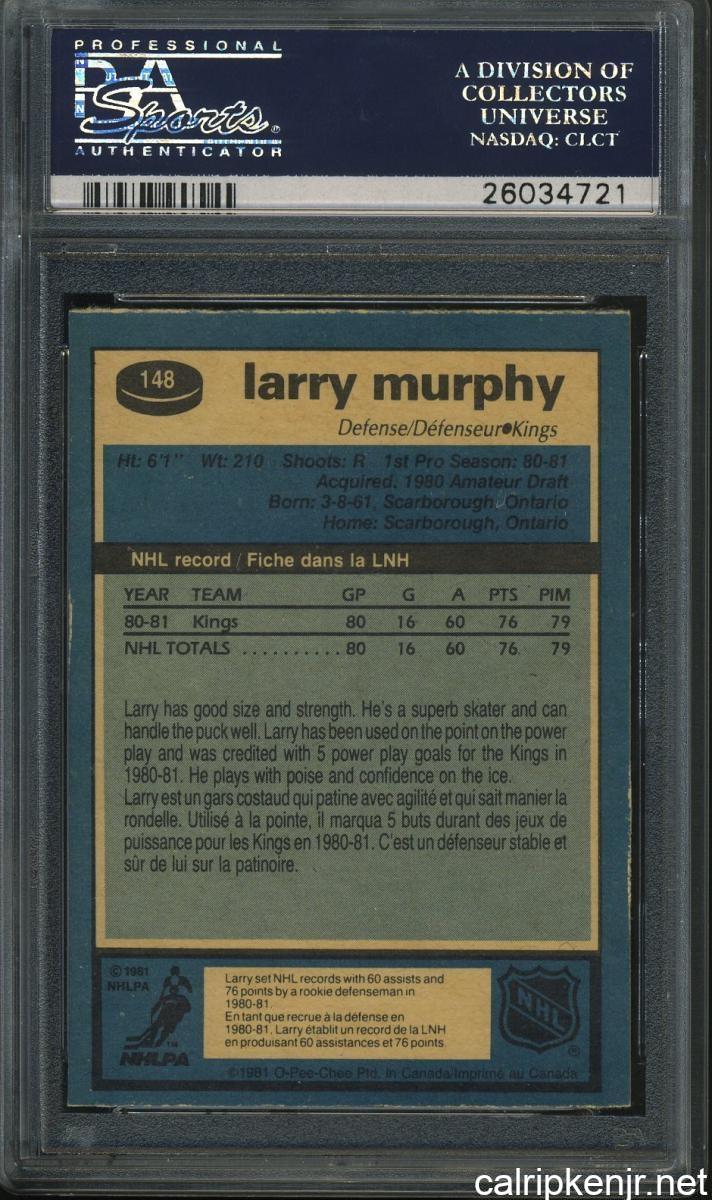 PROFESSIONAL
PSA
Sports
AUTHENTICATOR
A DIVISION OF
COLLECTORS
UNIVERSE
NASDAQ: CLCT
26034721
148
larry murphy
Defense/Défenseur•Kings
Ht: 6'1" Wt: 210 Shoots: R 1st Pro Season: 80-81
Acquired. 1980 Amateur Draft
Born: 3-8-61, Scarborough, Ontario
Home: Scarborough, Ontario
NHL record / Fiche dans la LNH
YEAR TEAM GP G A PTS PIM
80-81 Kings 80 16 60 76 79
NHL TOTALS .......... 80 16 60 76 79
Larry has good size and strength. He's a superb skater and can
handle the puck well. Larry has been used on the point on the power
play and was credited with 5 power play goals for the Kings in
1980-81. He plays with poise and confidence on the ice.
Larry est un gars costaud qui patine avec agilité et qui sait manier la
rondelle. Utilisé à la pointe, il marqua 5 buts durant des jeux de
puissance pour les Kings en 1980-81. C'est un défenseur stable et
sûr de lui sur la patinoire.
© 1981
NHLPA
NHLPA
TM
Larry set NHL records with 60 assists and
76 points by a rookie defenseman in
1980-81.
En tant que recrue à la défense en
1980-81, Larry établit un record de la LNH
en produisant 60 assistances et 76 points.
NHL
®
©1981 O-Pee-Chee Ptd. in Canada/Imprimé au Canada
calripkenjr.net